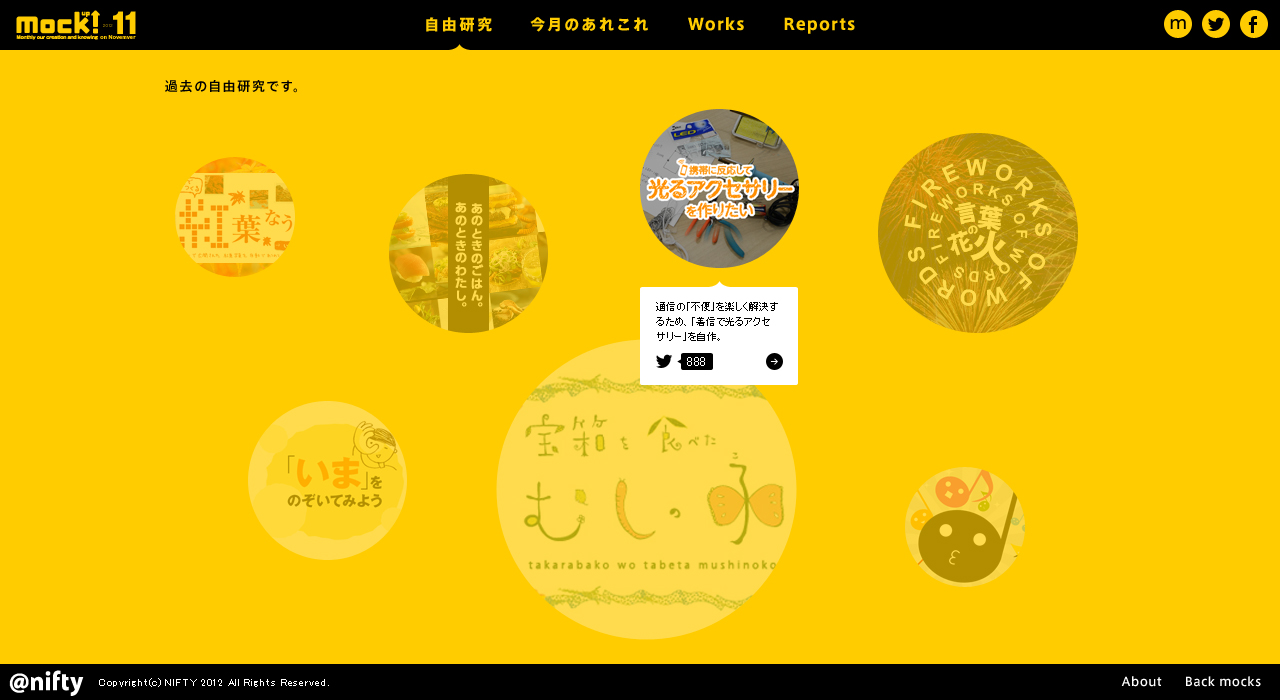 mock! up 2012 11
Monthly our creation and knowing on November
自由研究 今月のあれこれ Works Reports
m
過去の自由研究です。
紅葉なう
あのときのごはん。
あのときのわたし。
携帯に反応して
光るアクセサリー
を作りたい
FIREWORKS OF WORDS
FIREWORKS OF WORDS
言葉の花火
通信の「不便」を楽しく解決す
るため、「着信で光るアクセ
サリー」を自作。
888
「いま」を
のぞいてみよう
宝箱を食べた
むしの子
takarabako wo tabeta mushinoko
@nifty Copyright(c) NIFTY 2012 All Rights Reserved. About Back mocks